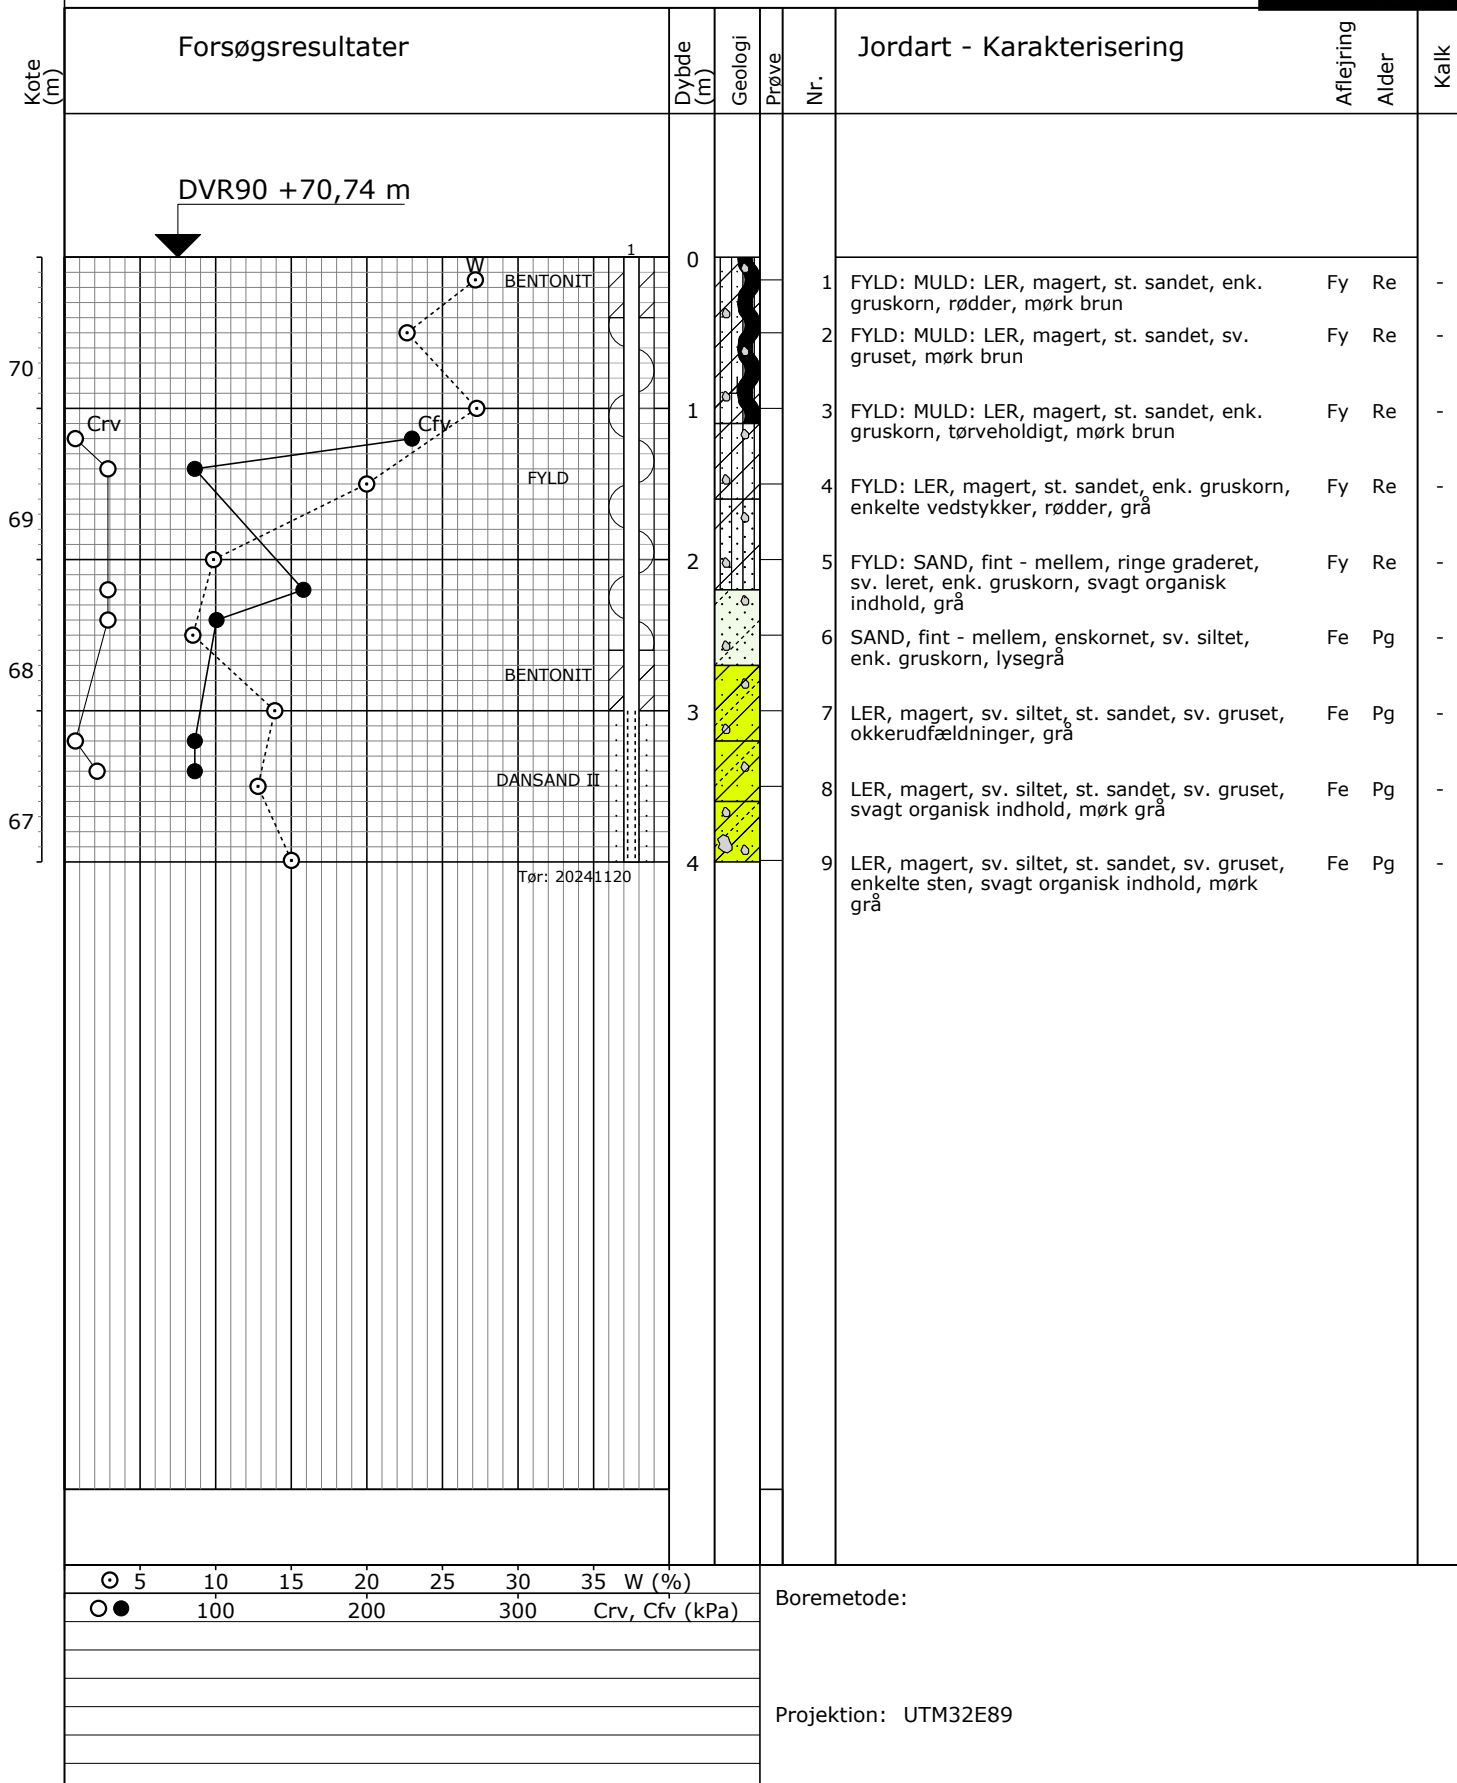 Kote
(m)
Forsøgsresultater
Dybde
(m)
Geologi
Prøve
Nr.
Jordart - Karakterisering
Aflejring
Alder
Kalk
DVR90 +70,74 m
1
W
BENTONIT
0
1 FYLD: MULD: LER, magert, st. sandet, enk. Fy Re -
gruskorn, rødder, mørk brun
2 FYLD: MULD: LER, magert, st. sandet, sv. Fy Re -
gruset, mørk brun
70
1
3 FYLD: MULD: LER, magert, st. sandet, enk. Fy Re -
gruskorn, tørveholdigt, mørk brun
Crv
Cfv
FYLD
4 FYLD: LER, magert, st. sandet, enk. gruskorn, Fy Re -
enkelte vedstykker, rødder, grå
69
2
5 FYLD: SAND, fint - mellem, ringe graderet, Fy Re -
sv. leret, enk. gruskorn, svagt organisk
indhold, grå
6 SAND, fint - mellem, enskornet, sv. siltet, Fe Pg -
enk. gruskorn, lysegrå
68
BENTONIT
3
7 LER, magert, sv. siltet, st. sandet, sv. gruset, Fe Pg -
okkerudfældninger, grå
DANSAND II
8 LER, magert, sv. siltet, st. sandet, sv. gruset, Fe Pg -
svagt organisk indhold, mørk grå
67
4
9 LER, magert, sv. siltet, st. sandet, sv. gruset, Fe Pg -
enkelte sten, svagt organisk indhold, mørk
grå
Tør: 20241120
5 10 15 20 25 30 35 W (%)
100 200 300 Crv, Cfv (kPa)
Boremetode:
Projektion: UTM32E89